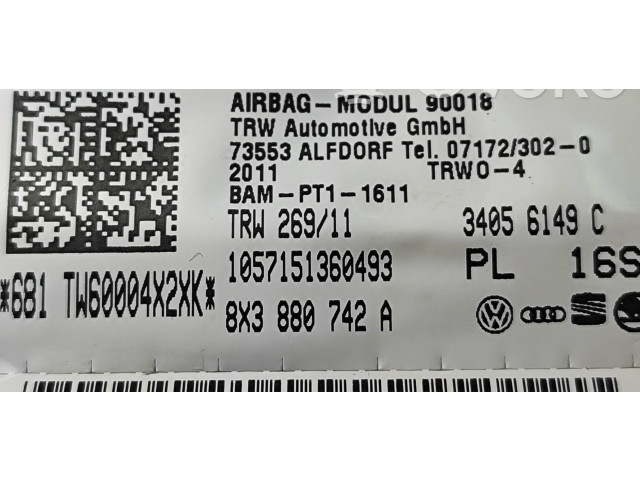 AIRBAG-MODUL 90018
TRW Automotive GmbH
73553 ALFDORF Tel. 07172/302-0
2011 TRWO-4
BAM-PT1-1611
TRW 269/11 3405 6149 C
1057151360493 PL 16S
*681 TW60004X2XK*
8X3 880 742 A